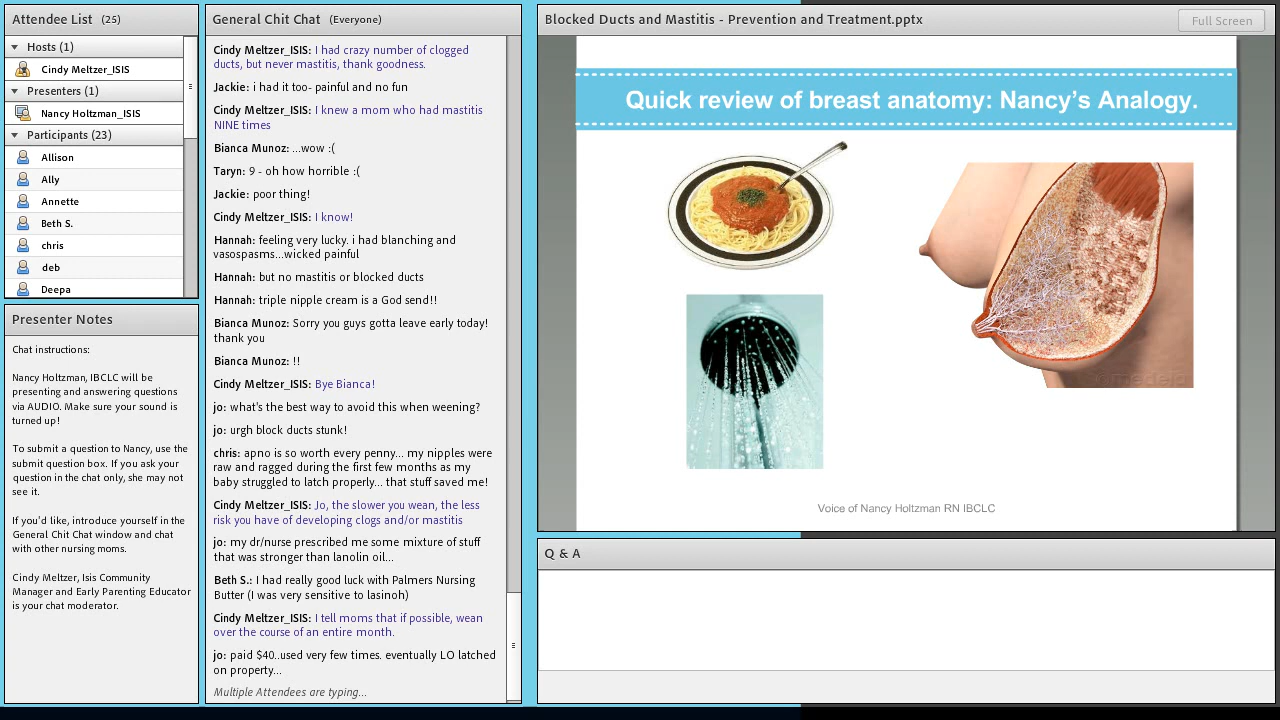 Attendee List (25)
Hosts (1)
Cindy Meltzer_ISIS
Presenters (1)
Nancy Holtzman_ISIS
Participants (23)
Allison
Ally
Annette
Beth S.
chris
deb
Deepa
Presenter Notes
Chat instructions:
Nancy Holtzman, IBCLC will be
presenting and answering questions
via AUDIO. Make sure your sound is
turned up!
To submit a question to Nancy, use the
submit question box. If you ask your
question in the chat only, she may not
see it.
If you'd like, introduce yourself in the
General Chit Chat window and chat
with other nursing moms.
Cindy Meltzer, Isis Community
Manager and Early Parenting Educator
is your chat moderator.
General Chit Chat (Everyone)
Cindy Meltzer_ISIS: I had crazy number of clogged
ducts, but never mastitis, thank goodness.
Jackie: i had it too- painful and no fun
Cindy Meltzer_ISIS: I knew a mom who had mastitis
NINE times
Bianca Munoz: ...wow :(
Taryn: 9 - oh how horrible :(
Jackie: poor thing!
Cindy Meltzer_ISIS: I know!
Hannah: feeling very lucky. i had blanching and
vasospasms...wicked painful
Hannah: but no mastitis or blocked ducts
Hannah: triple nipple cream is a God send!!
Bianca Munoz: Sorry you guys gotta leave early today!
thank you
Bianca Munoz: !!
Cindy Meltzer_ISIS: Bye Bianca!
jo: what's the best way to avoid this when weening?
jo: urgh block ducts stunk!
chris: apno is so worth every penny... my nipples were
raw and ragged during the first few months as my
baby struggled to latch properly... that stuff saved me!
Cindy Meltzer_ISIS: Jo, the slower you wean, the less
risk you have of developing clogs and/or mastitis
jo: my dr/nurse prescribed me some mixture of stuff
that was stronger than lanolin oil...
Beth S.: I had really good luck with Palmers Nursing
Butter (I was very sensitive to lasinoh)
Cindy Meltzer_ISIS: I tell moms that if possible, wean
over the course of an entire month.
jo: paid $40..used very few times. eventually LO latched
on property...
Multiple Attendees are typing...
Blocked Ducts and Mastitis - Prevention and Treatment.pptx
Full Screen
Quick review of breast anatomy: Nancy's Analogy.
Voice of Nancy Holtzman RN IBCLC
Q & A